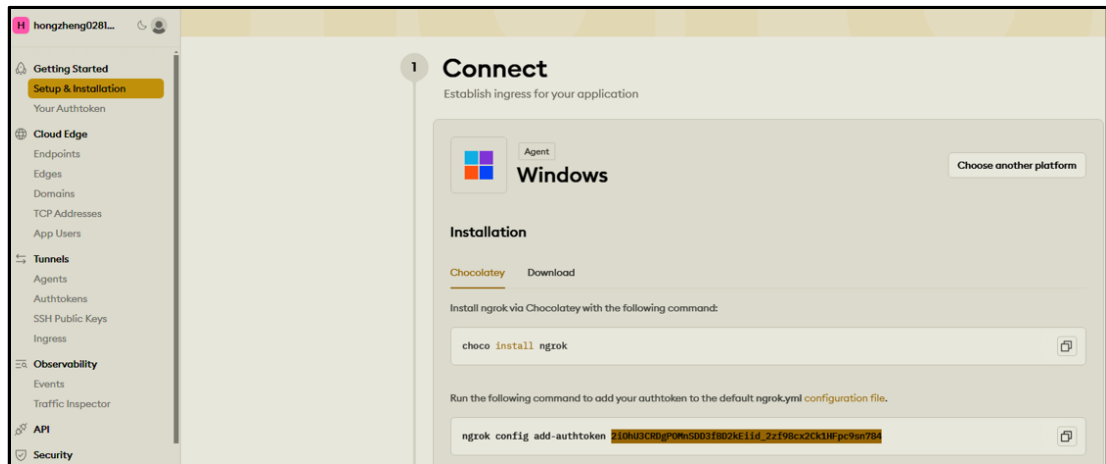 H hongzheng0281...
Getting Started
Setup & Installation
Your Authtoken
Cloud Edge
Endpoints
Edges
Domains
TCP Addresses
App Users
Tunnels
Agents
Authtokens
SSH Public Keys
Ingress
Observability
Events
Traffic Inspector
API
Security
1 Connect
Establish ingress for your application
Agent
Windows
Choose another platform
Installation
Chocolatey Download
Install ngrok via Chocolatey with the following command:
choco install ngrok
Run the following command to add your authtoken to the default ngrok.yml configuration file.
ngrok config add-authtoken